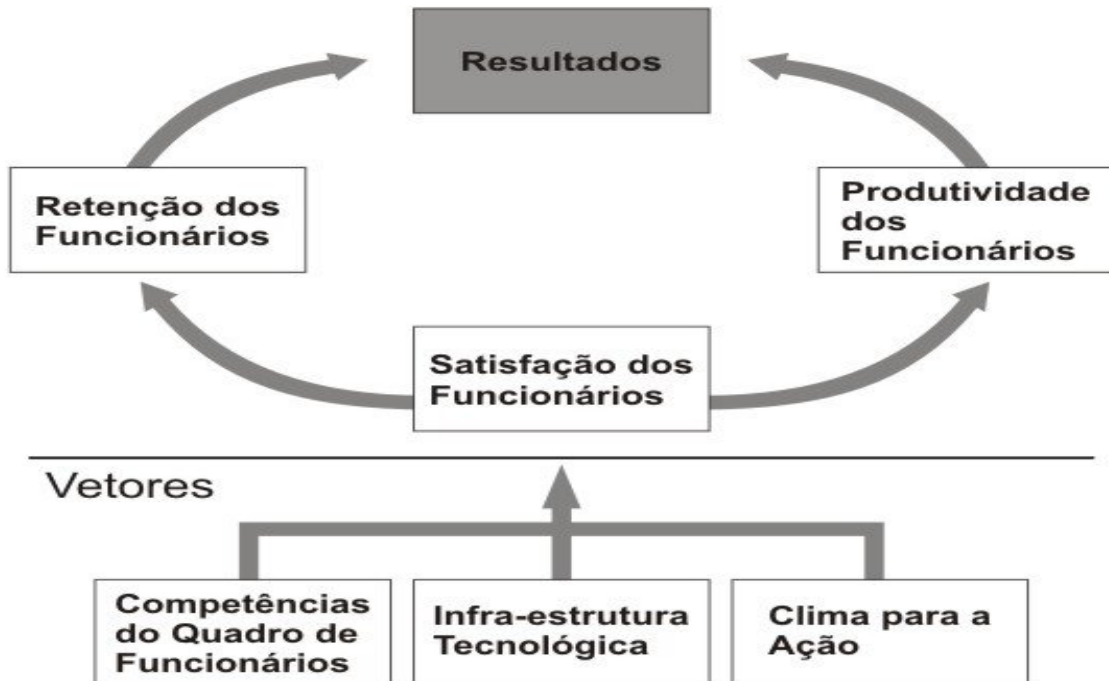 Resultados
Retenção dos
Funcionários
Produtividade
dos
Funcionários
Satisfação dos
Funcionários
Vetores
Competências
do Quadro de
Funcionários
Infra-estrutura
Tecnológica
Clima para a
Ação